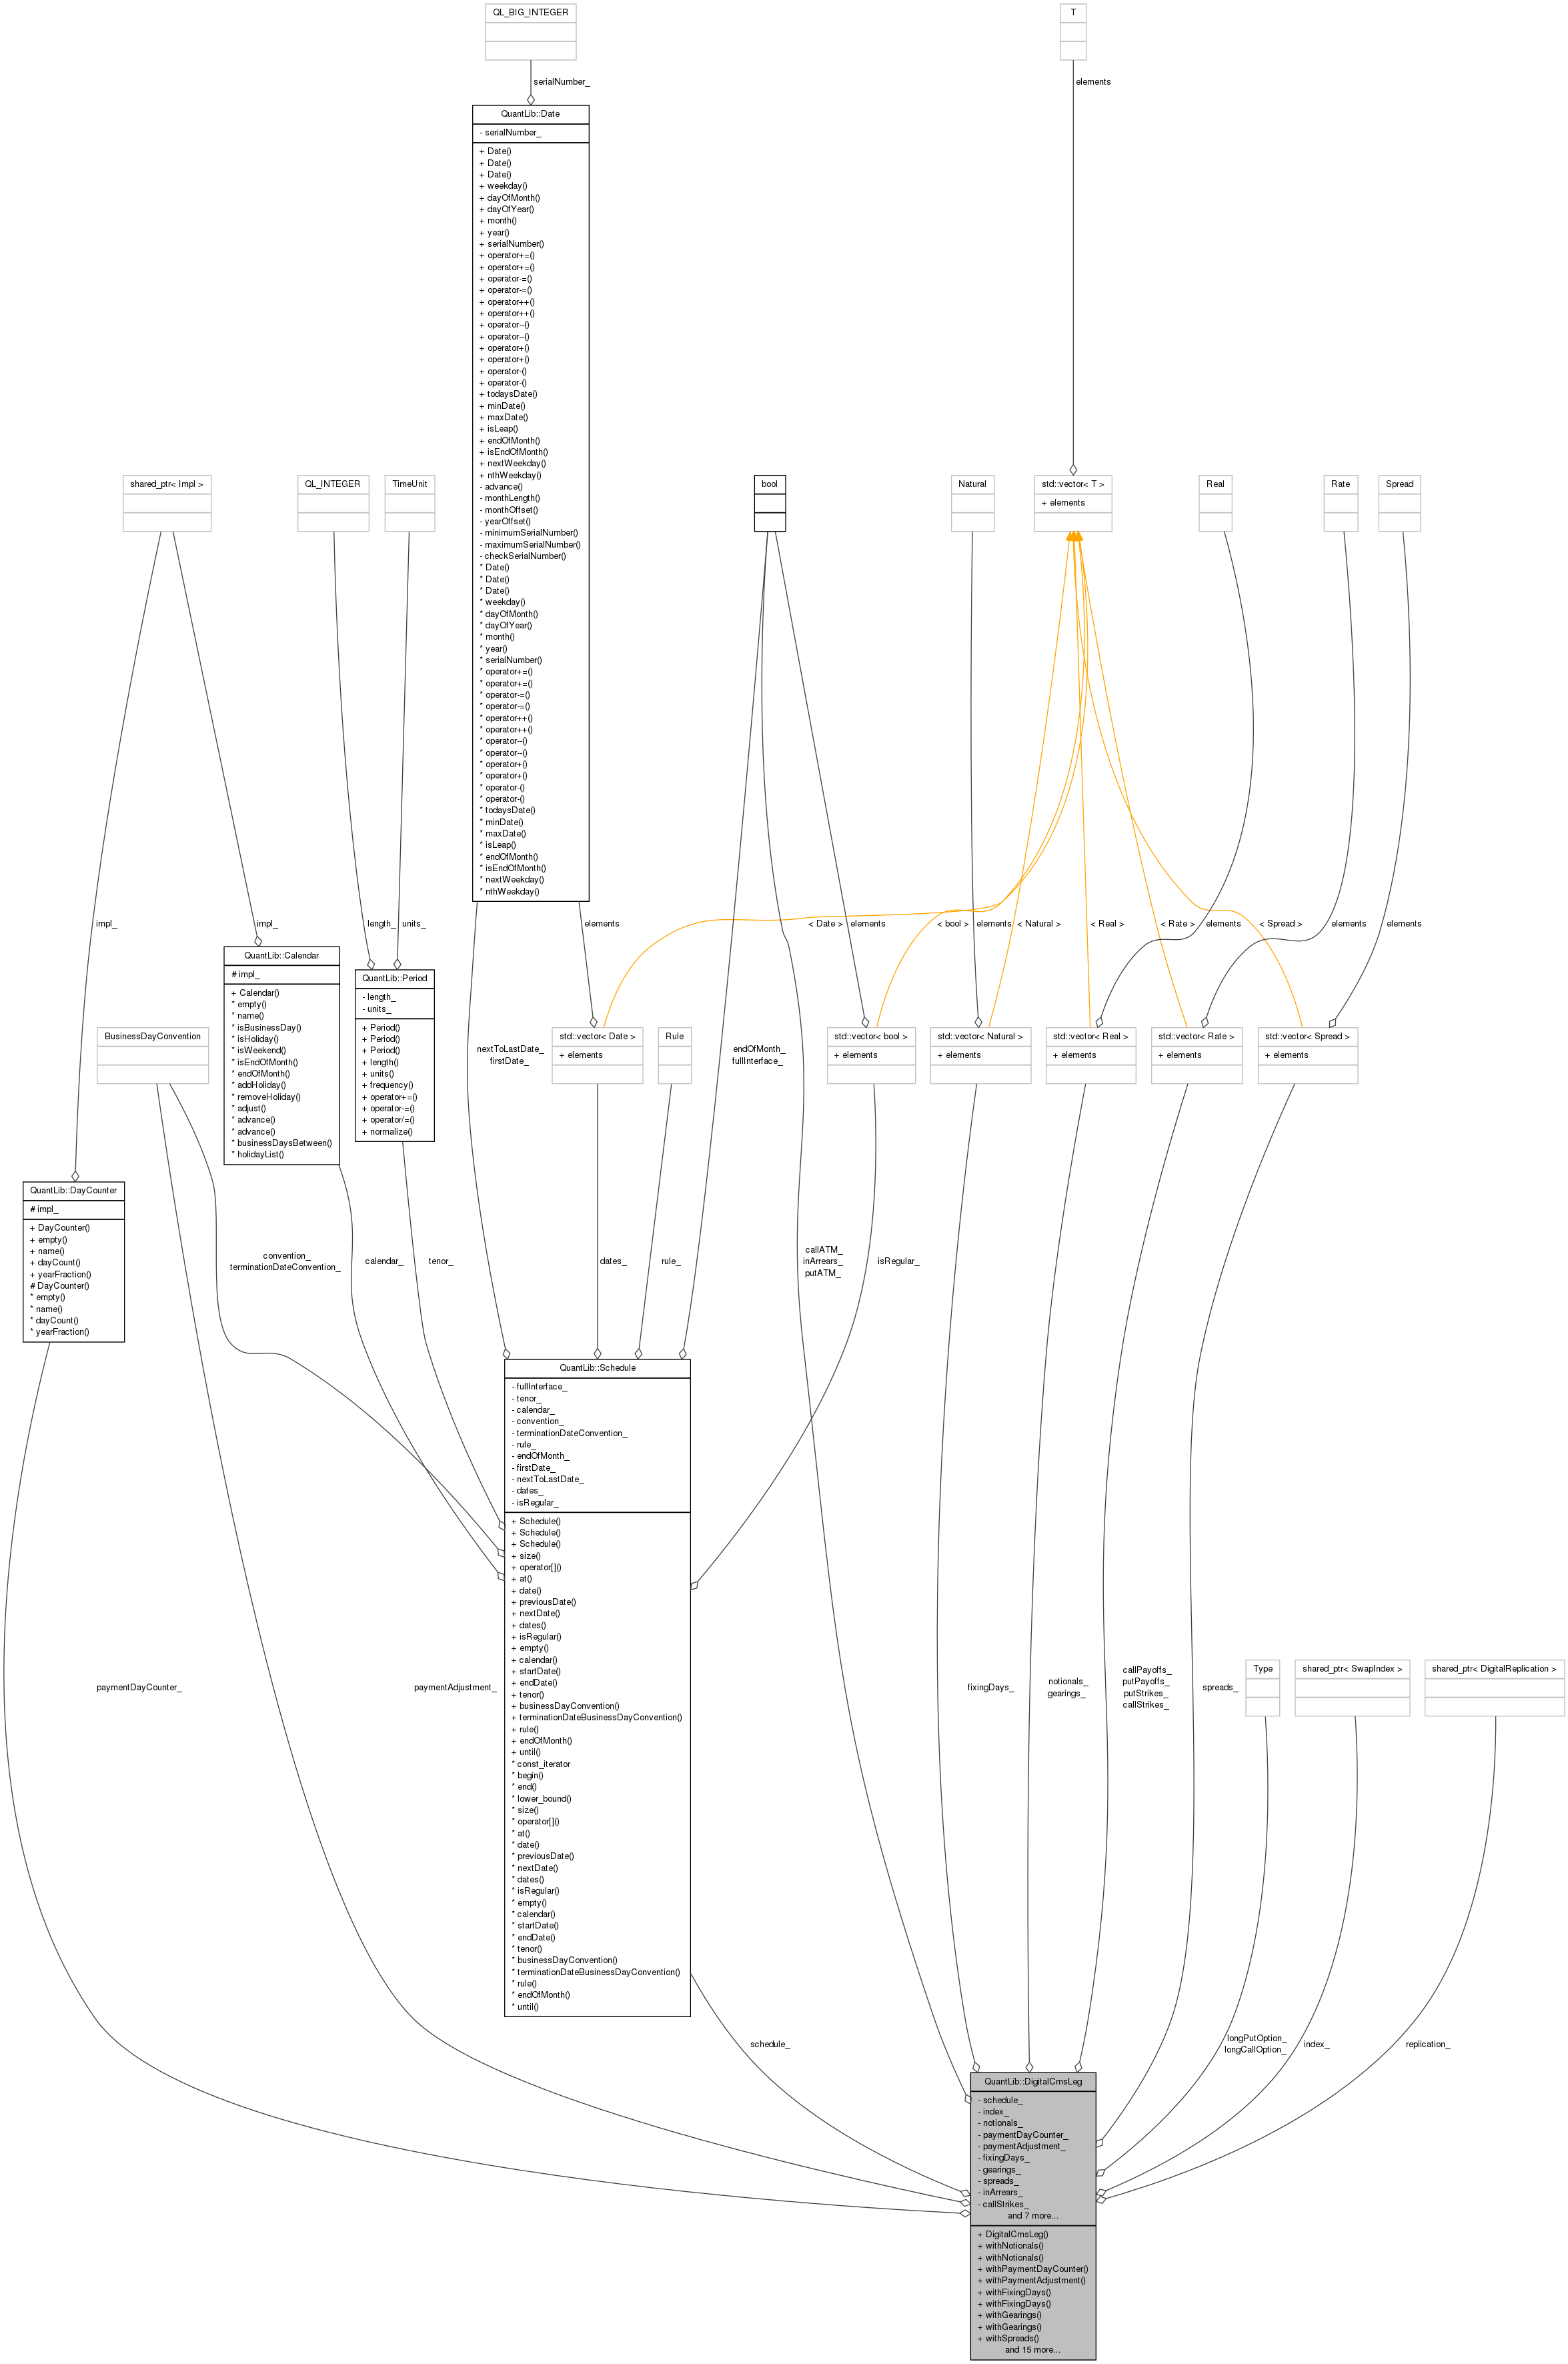 QL_BIG_INTEGER
T
serialNumber_
elements
QuantLib::Date
- serialNumber_
+ Date()
+ Date()
+ Date()
+ weekday()
+ dayOfMonth()
+ dayOfYear()
+ month()
+ year()
+ serialNumber()
+ operator+=()
+ operator+=()
+ operator-=()
+ operator-=()
+ operator++()
+ operator++()
+ operator--()
+ operator--()
+ operator+()
+ operator+()
+ operator-()
+ operator-()
+ todaysDate()
+ minDate()
+ maxDate()
+ isLeap()
+ endOfMonth()
+ isEndOfMonth()
+ nextWeekday()
+ nthWeekday()
- advance()
- monthLength()
- monthOffset()
- yearOffset()
- minimumSerialNumber()
- maximumSerialNumber()
- checkSerialNumber()
* Date()
* Date()
* Date()
* weekday()
* dayOfMonth()
* dayOfYear()
* month()
* year()
* serialNumber()
* operator+=()
* operator+=()
* operator-=()
* operator-=()
* operator++()
* operator++()
* operator--()
* operator--()
* operator+()
* operator+()
* operator-()
* operator-()
* todaysDate()
* minDate()
* maxDate()
* isLeap()
* endOfMonth()
* isEndOfMonth()
* nextWeekday()
* nthWeekday()
shared_ptr< Impl >
QL_INTEGER
TimeUnit
bool
Natural
std::vector< T >
+ elements
Real
Rate
Spread
impl_
impl_
length_
units_
elements
< Date >
elements
< bool >
elements
< Natural >
< Real >
elements
< Rate >
elements
< Spread >
elements
QuantLib::Calendar
# impl_
+ Calendar()
* empty()
* name()
* isBusinessDay()
* isHoliday()
* isWeekend()
* isEndOfMonth()
* endOfMonth()
* addHoliday()
* removeHoliday()
* adjust()
* advance()
* advance()
* businessDaysBetween()
* holidayList()
QuantLib::Period
- length_
- units_
+ Period()
+ Period()
+ Period()
+ length()
+ units()
+ frequency()
+ operator+=()
+ operator-=()
+ operator/=()
+ normalize()
BusinessDayConvention
std::vector< Date >
+ elements
Rule
std::vector< bool >
+ elements
std::vector< Natural >
+ elements
std::vector< Real >
+ elements
std::vector< Rate >
+ elements
std::vector< Spread >
+ elements
nextToLastDate_
firstDate_
endOfMonth_
fullInterface_
QuantLib::DayCounter
# impl_
+ DayCounter()
+ empty()
+ name()
+ dayCount()
+ yearFraction()
# DayCounter()
* empty()
* name()
* dayCount()
* yearFraction()
convention_
terminationDateConvention_
calendar_
tenor_
dates_
rule_
callATM_
inArrears_
putATM_
isRegular_
QuantLib::Schedule
- fullInterface_
- tenor_
- calendar_
- convention_
- terminationDateConvention_
- rule_
- endOfMonth_
- firstDate_
- nextToLastDate_
- dates_
- isRegular_
+ Schedule()
+ Schedule()
+ Schedule()
+ size()
+ operator[]()
+ at()
+ date()
+ previousDate()
+ nextDate()
+ dates()
+ isRegular()
+ empty()
+ calendar()
+ startDate()
+ endDate()
+ tenor()
+ businessDayConvention()
+ terminationDateBusinessDayConvention()
+ rule()
+ endOfMonth()
+ until()
* const_iterator
* begin()
* end()
* lower_bound()
* size()
* operator[]()
* at()
* date()
* previousDate()
* nextDate()
* dates()
* isRegular()
* empty()
* calendar()
* startDate()
* endDate()
* tenor()
* businessDayConvention()
* terminationDateBusinessDayConvention()
* rule()
* endOfMonth()
* until()
paymentDayCounter_
paymentAdjustment_
fixingDays_
notionals_
gearings_
callPayoffs_
putPayoffs_
putStrikes_
callStrikes_
spreads_
Type
shared_ptr< SwapIndex >
shared_ptr< DigitalReplication >
schedule_
longPutOption_
longCallOption_
index_
replication_
QuantLib::DigitalCmsLeg
- schedule_
- index_
- notionals_
- paymentDayCounter_
- paymentAdjustment_
- fixingDays_
- gearings_
- spreads_
- inArrears_
- callStrikes_
and 7 more...
+ DigitalCmsLeg()
+ withNotionals()
+ withNotionals()
+ withPaymentDayCounter()
+ withPaymentAdjustment()
+ withFixingDays()
+ withFixingDays()
+ withGearings()
+ withGearings()
+ withSpreads()
and 15 more...